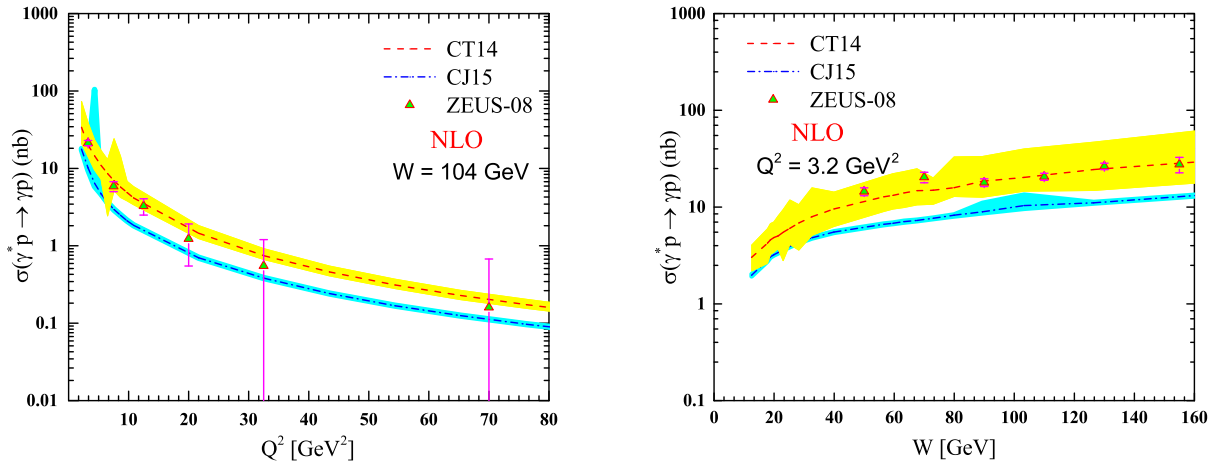 1000
100
10
1
0.1
0.01
σ(γ* p → γp) (nb)
CT14
CJ15
ZEUS-08
NLO
W = 104 GeV
10 20 30 40 50 60 70 80
Q² [GeV²]
1000
100
10
1
0.1
σ(γ* p → γp) (nb)
CT14
CJ15
ZEUS-08
NLO
Q² = 3.2 GeV²
0 20 40 60 80 100 120 140 160
W [GeV]